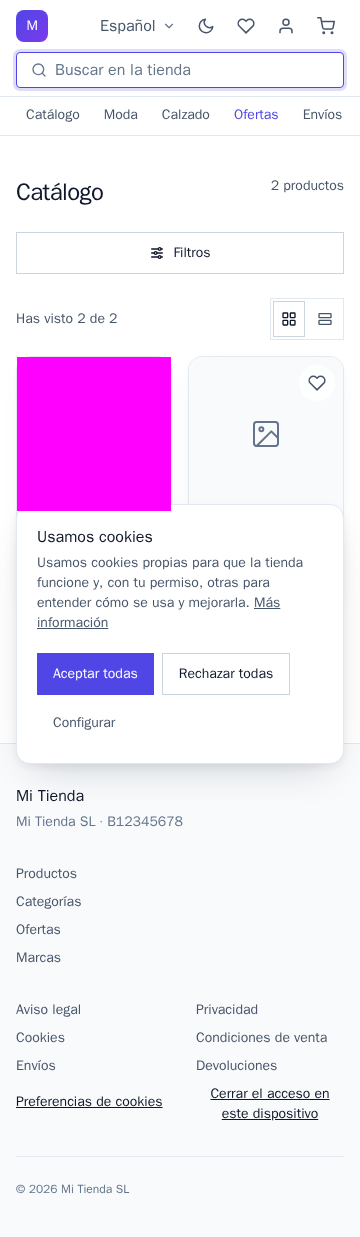 M
Español
Buscar en la tienda
Catálogo Moda Calzado Ofertas Envíos
Catálogo
2 productos
Filtros
Has visto 2 de 2
Usamos cookies
Usamos cookies propias para que la tienda
funcione y, con tu permiso, otras para
entender cómo se usa y mejorarla. Más
información
Aceptar todas
Rechazar todas
Configurar
Mi Tienda
Mi Tienda SL · B12345678
Productos
Categorías
Ofertas
Marcas
Aviso legal
Privacidad
Cookies
Condiciones de venta
Envíos
Devoluciones
Preferencias de cookies
Cerrar el acceso en
este dispositivo
© 2026 Mi Tienda SL